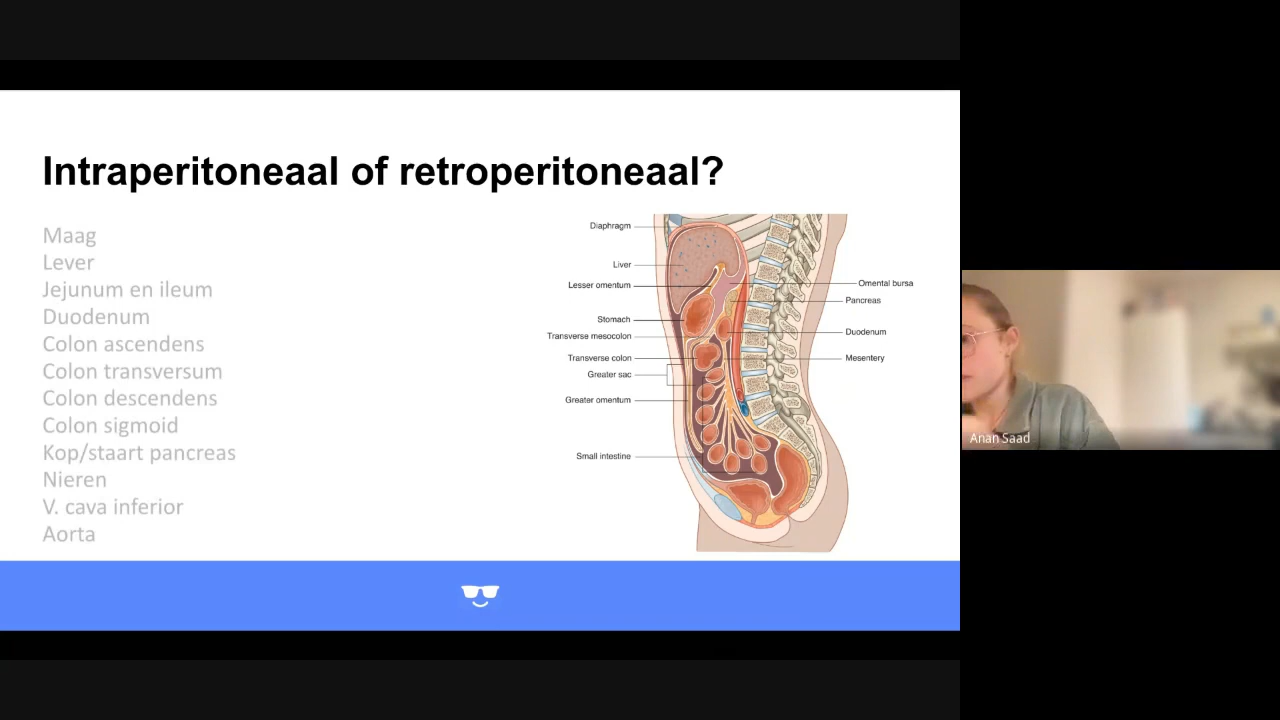 Intraperitoneaal of retroperitoneaal?
Maag
Lever
Jejunum en ileum
Duodenum
Colon ascendens
Colon transversum
Colon descendens
Colon sigmoid
Kop/staart pancreas
Nieren
V. cava inferior
Aorta
Diaphragm
Liver
Lesser omentum
Stomach
Transverse mesocolon
Transverse colon
Greater sac
Greater omentum
Small intestine
Omental bursa
Pancreas
Duodenum
Mesentery
Anan Saad